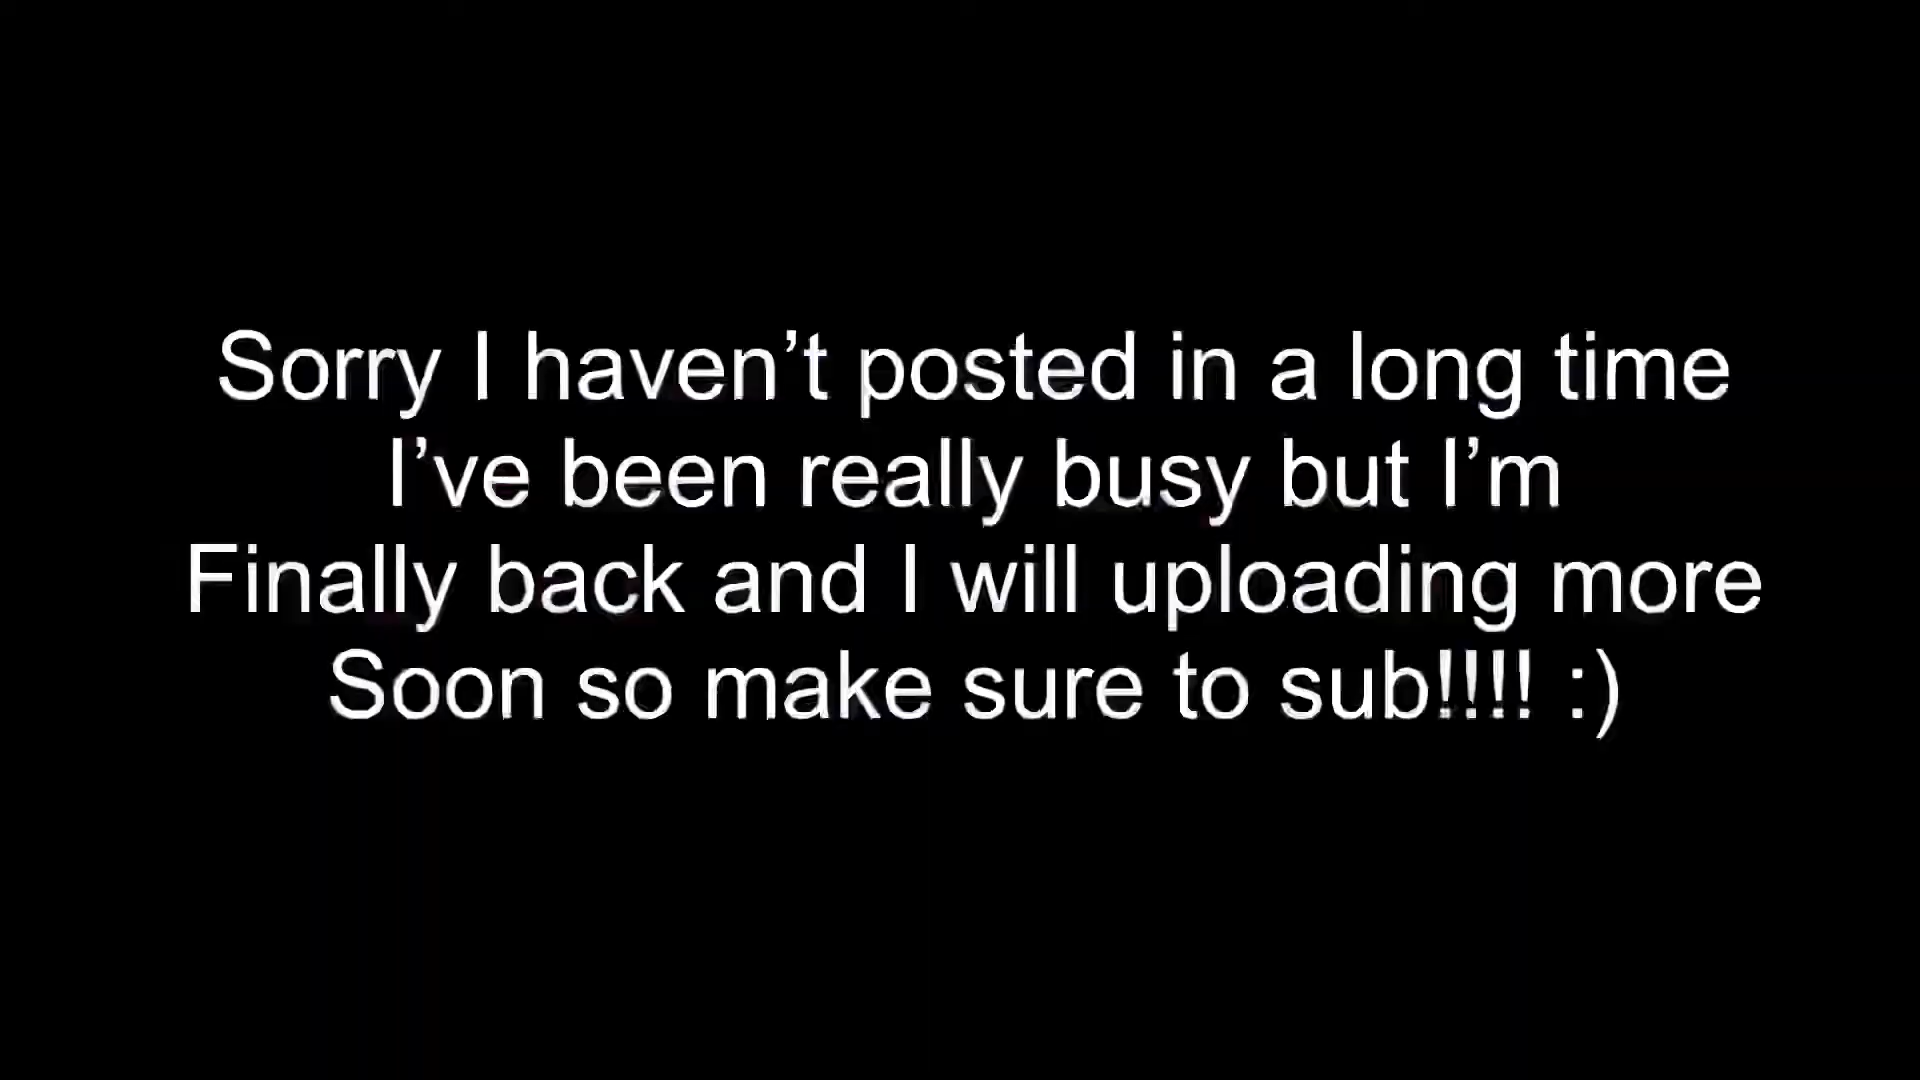 Sorry I haven’t posted in a long time
I’ve been really busy but I’m
Finally back and I will uploading more
Soon so make sure to sub!!!! :)